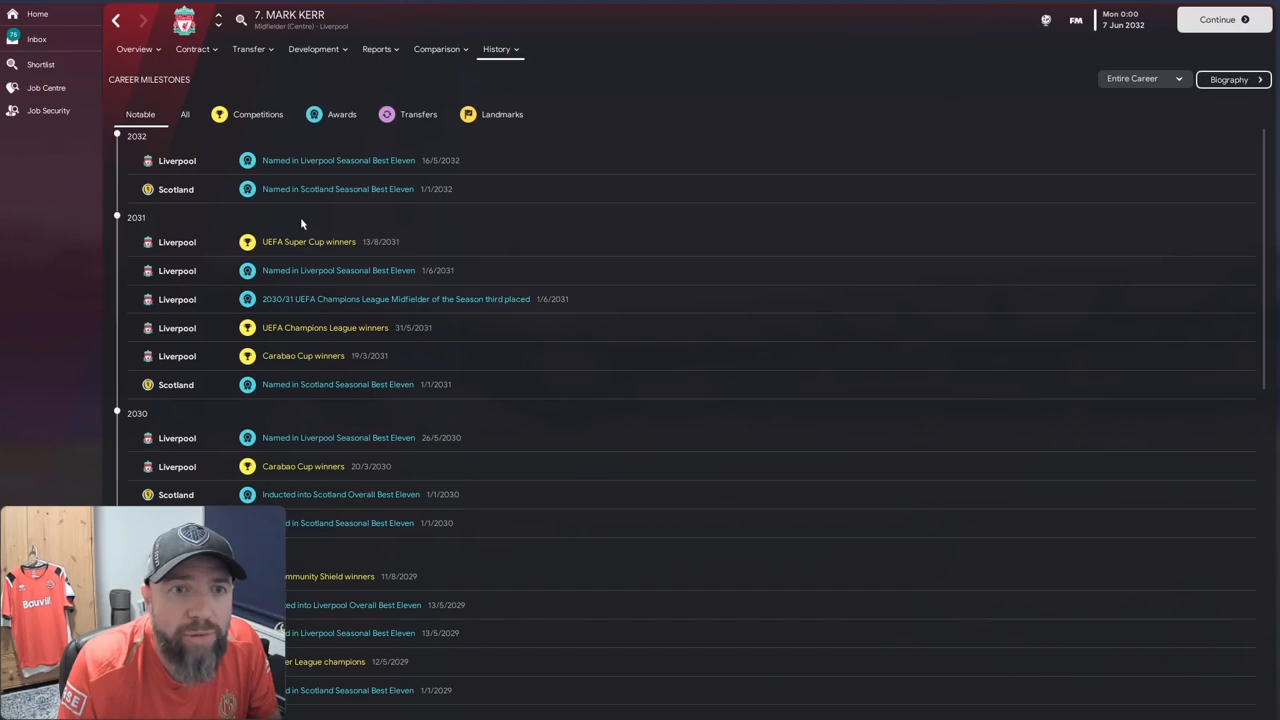 Home
75
Inbox
Shortlist
Job Centre
Job Security
7. MARK KERR
Midfielder (Centre) - Liverpool
FM
Mon 0:00
7 Jun 2032
Continue
Overview Contract Transfer Development Reports Comparison History
CAREER MILESTONES
Entire Career
Biography
Notable All Competitions Awards Transfers Landmarks
2032
Liverpool Named in Liverpool Seasonal Best Eleven 16/5/2032
Scotland Named in Scotland Seasonal Best Eleven 1/1/2032
2031
Liverpool UEFA Super Cup winners 13/8/2031
Liverpool Named in Liverpool Seasonal Best Eleven 1/6/2031
Liverpool 2030/31 UEFA Champions League Midfielder of the Season third placed 1/6/2031
Liverpool UEFA Champions League winners 31/5/2031
Liverpool Carabao Cup winners 19/3/2031
Scotland Named in Scotland Seasonal Best Eleven 1/1/2031
2030
Liverpool Named in Liverpool Seasonal Best Eleven 26/5/2030
Liverpool Carabao Cup winners 20/3/2030
Scotland Inducted into Scotland Overall Best Eleven 1/1/2030
d in Scotland Seasonal Best Eleven 1/1/2030
mmunity Shield winners 11/8/2029
ted into Liverpool Overall Best Eleven 13/5/2029
d in Liverpool Seasonal Best Eleven 13/5/2029
er League champions 12/5/2029
d in Scotland Seasonal Best Eleven 1/1/2029